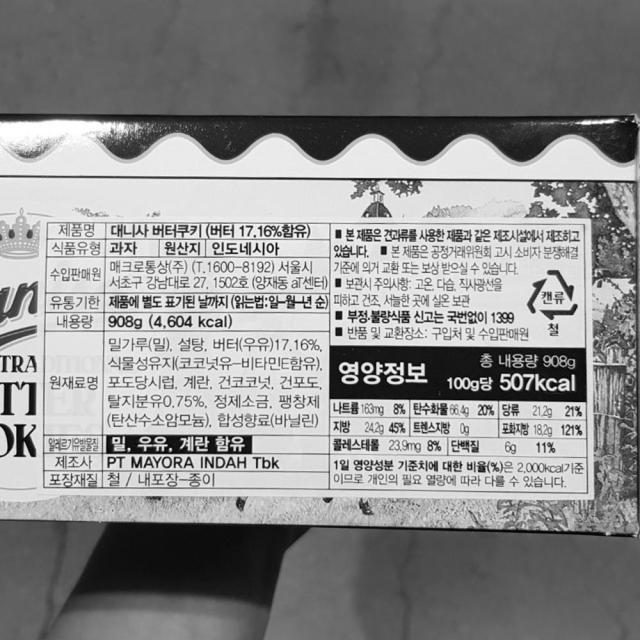 an
TRA
TT
OK
제품명 대니사 버터쿠키 (버터 17.16%함유)
식품유형 과자 원산지 인도네시아
수입판매원 매크로통상(주) (T.1600-8192) 서울시
서초구 강남대로 27, 1502호 (양재동 aT센터)
유통기한 제품에 별도 표기된 날까지 (읽는법:일-월-년 순)
내용량 908g (4,604 kcal)
원재료명 밀가루(밀), 설탕, 버터(우유)17.16%,
식물성유지(코코넛유-비타민E함유),
포도당시럽, 계란, 건코코넛, 건포도,
탈지분유0.75%, 정제소금, 팽창제
(탄산수소암모늄), 합성향료(바닐린)
알레르기유발물질 밀, 우유, 계란 함유
제조사 PT MAYORA INDAH Tbk
포장재질 철 / 내포장-종이
■ 본 제품은 견과류를 사용한 제품과 같은 제조시설에서 제조하고
있습니다. ■ 본 제품은 공정거래위원회 고시 소비자 분쟁해결
기준에 의거 교환 또는 보상 받으실 수 있습니다.
■ 보관시 주의사항: 고온, 다습, 직사광선을
피하고 건조, 서늘한 곳에 실온 보관
■ 부정·불량식품 신고는 국번없이 1399
■ 반품 및 교환장소: 구입처 및 수입판매원
캔류
철
영양정보 총 내용량 908g
100g당 507kcal
나트륨 163mg 8% 탄수화물 66.4g 20% 당류 21.2g 21%
지방 24.2g 45% 트랜스지방 0g 포화지방 18.2g 121%
콜레스테롤 23.9mg 8% 단백질 6g 11%
1일 영양성분 기준치에 대한 비율(%)은 2,000kcal기준
이므로 개인의 필요 열량에 따라 다를 수 있습니다.